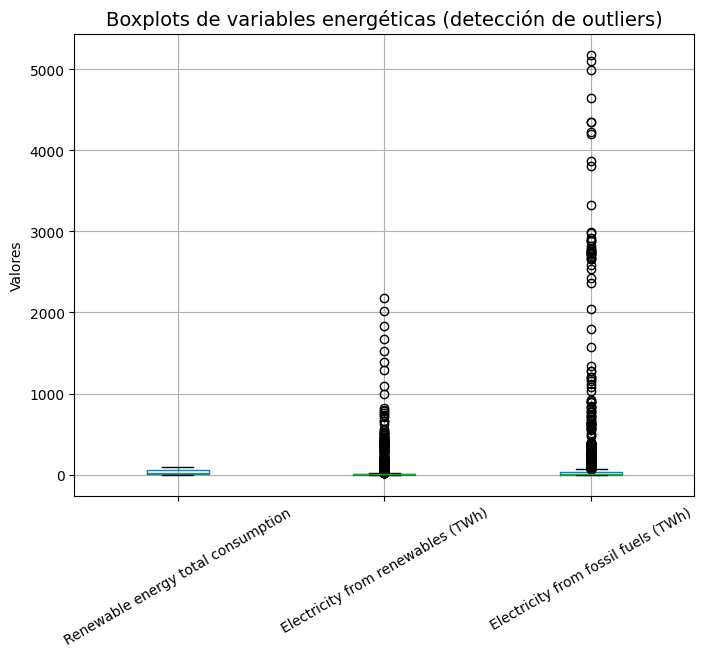 Boxplots de variables energéticas (detección de outliers)
Valores
5000
4000
3000
2000
1000
0
Renewable energy total consumption
Electricity from renewables (TWh)
Electricity from fossil fuels (TWh)